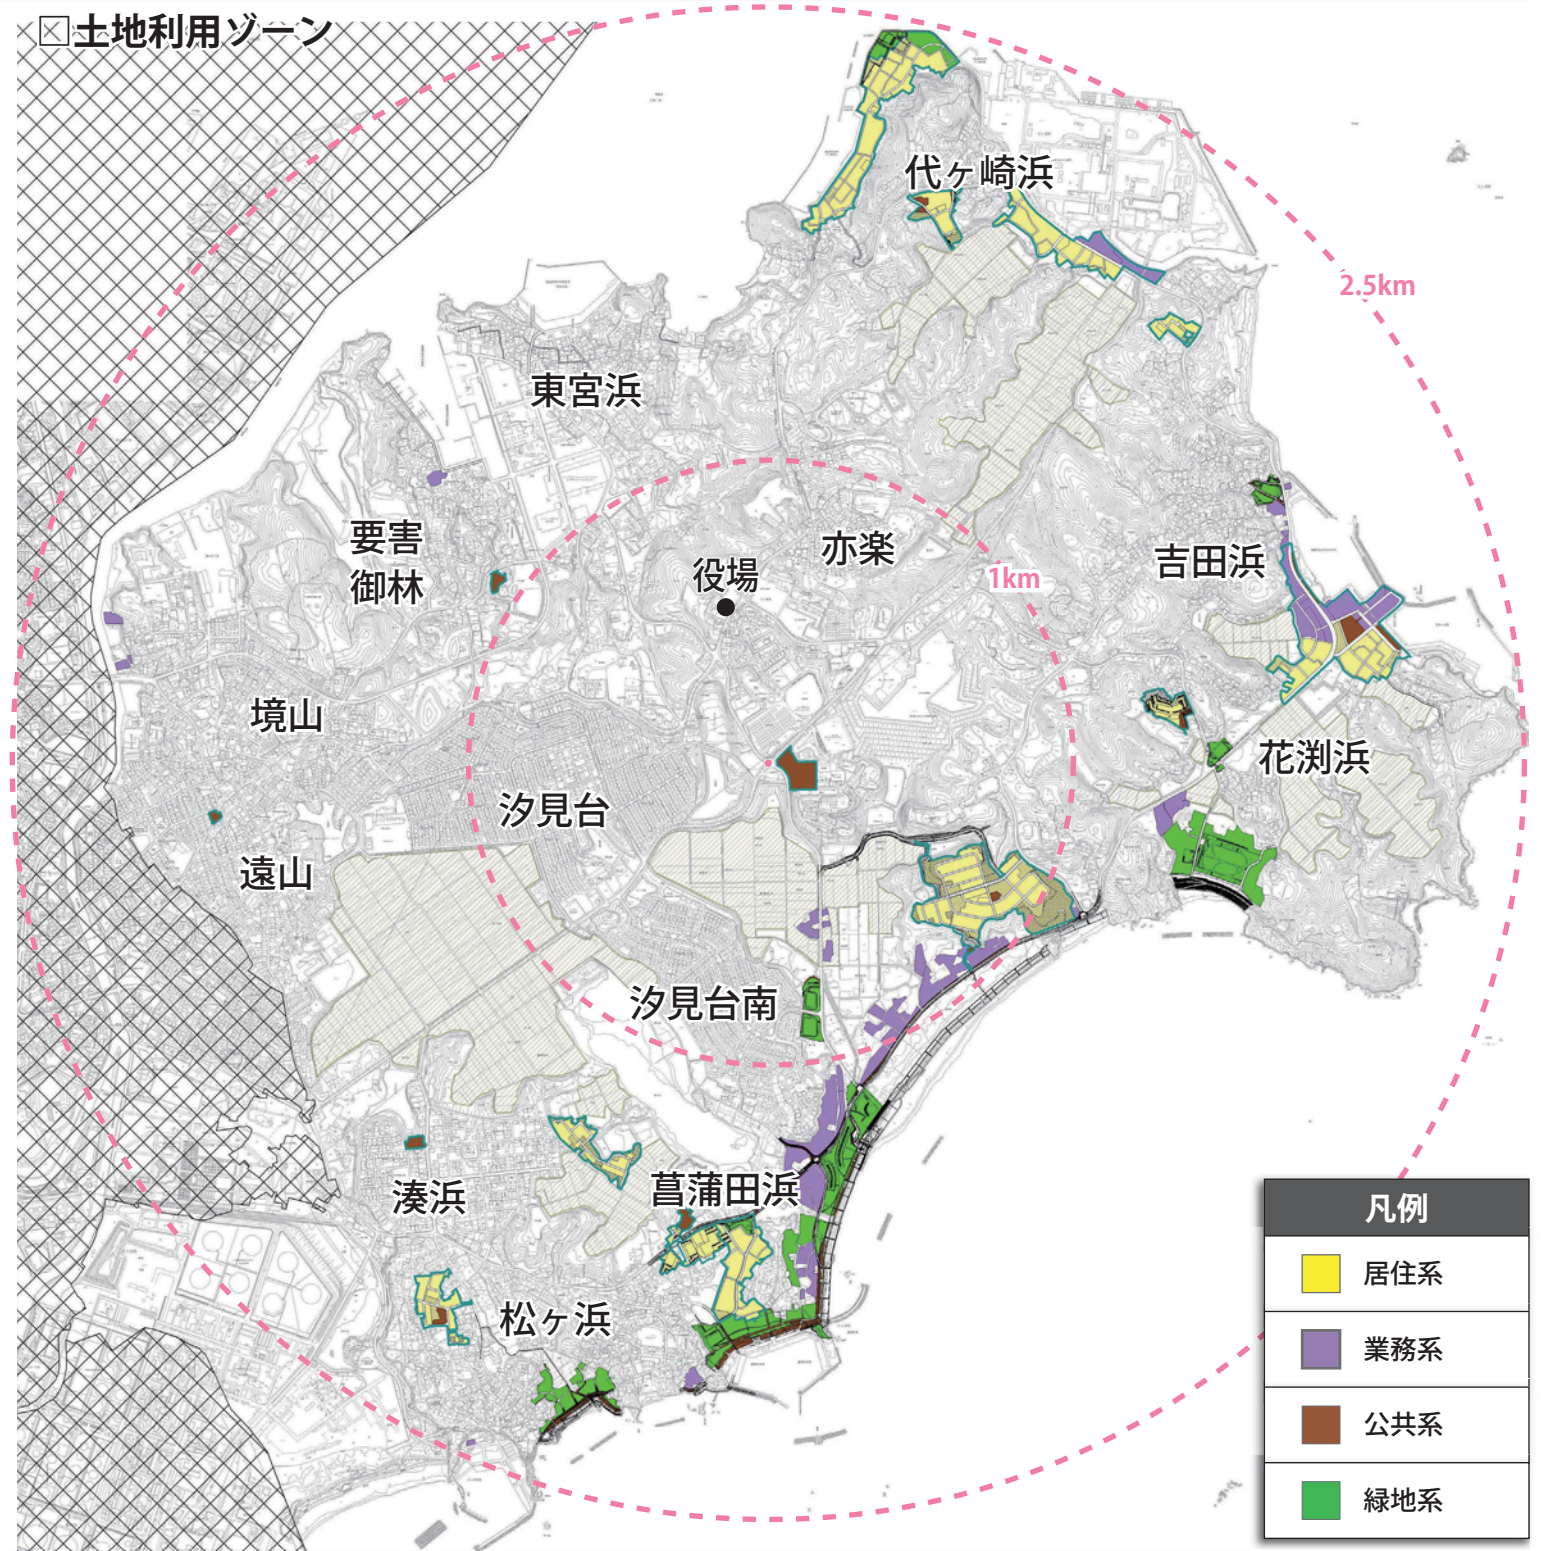 □土地利用ゾーン
代ヶ崎浜
2.5km
東宮浜
要害
御林
亦楽
役場
1km
吉田浜
境山
花渕浜
汐見台
遠山
汐見台南
湊浜
菖蒲田浜
松ヶ浜
凡例
居住系
業務系
公共系
緑地系